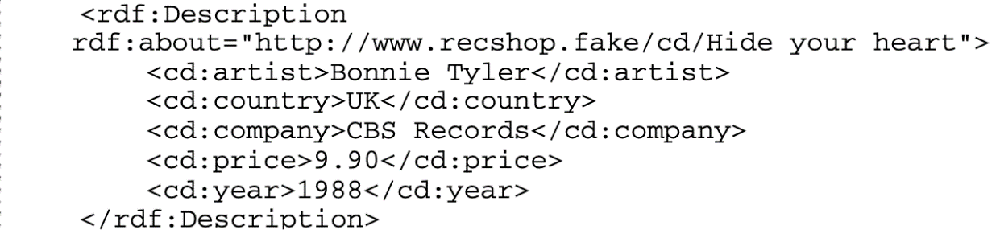 <rdf:Description
rdf:about="http://www.recshop.fake/cd/Hide your heart">
<cd:artist>Bonnie Tyler</cd:artist>
<cd:country>UK</cd:country>
<cd:company>CBS Records</cd:company>
<cd:price>9.90</cd:price>
<cd:year>1988</cd:year>
</rdf:Description>